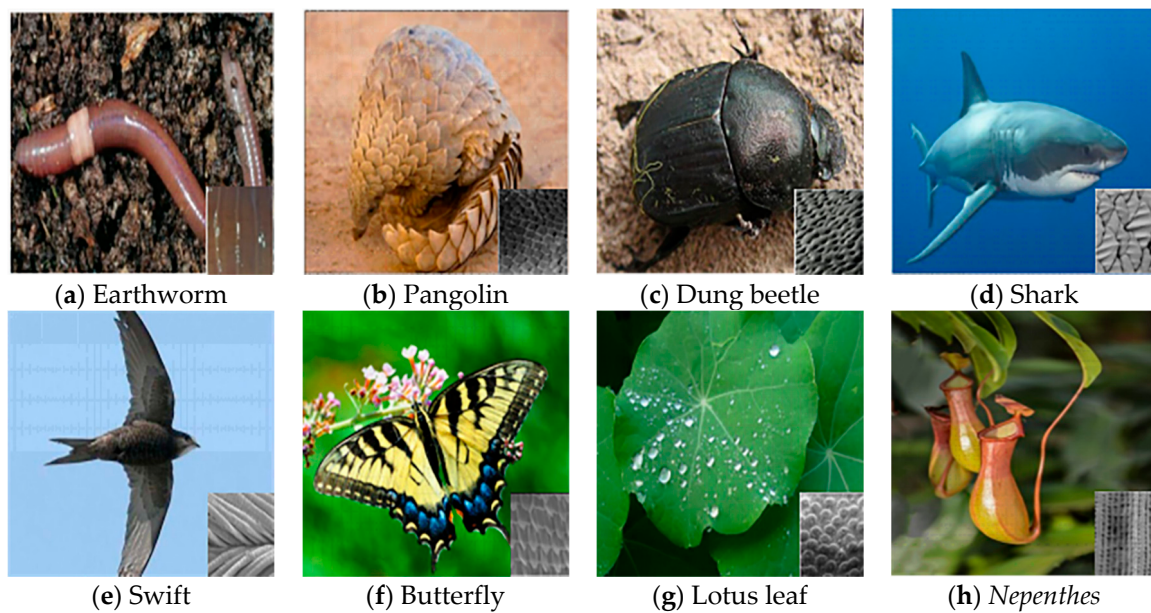 (a) Earthworm
(b) Pangolin
(c) Dung beetle
(d) Shark
(e) Swift
(f) Butterfly
(g) Lotus leaf
(h) Nepenthes